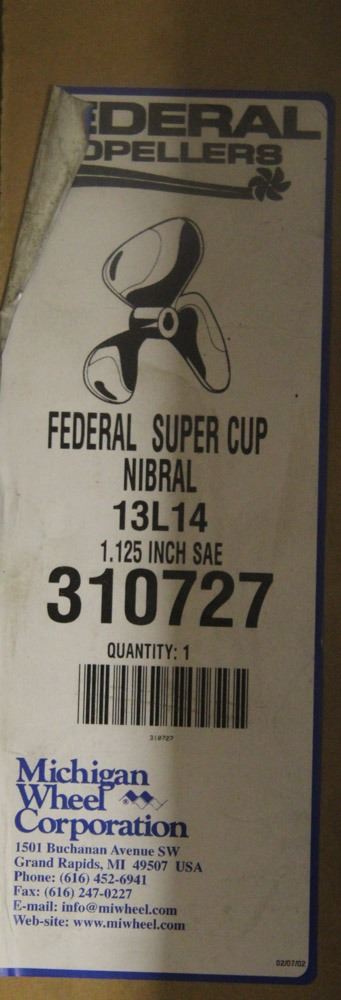 EDERAL
OPELLERS
FEDERAL SUPER CUP
NIBRAL
13L14
1.125 INCH SAE
310727
QUANTITY: 1
310727
Michigan
Wheel
Corporation
1501 Buchanan Avenue SW
Grand Rapids, MI 49507 USA
Phone: (616) 452-6941
Fax: (616) 247-0227
E-mail: info@miwheel.com
Web-site: www.miwheel.com
02/07/02